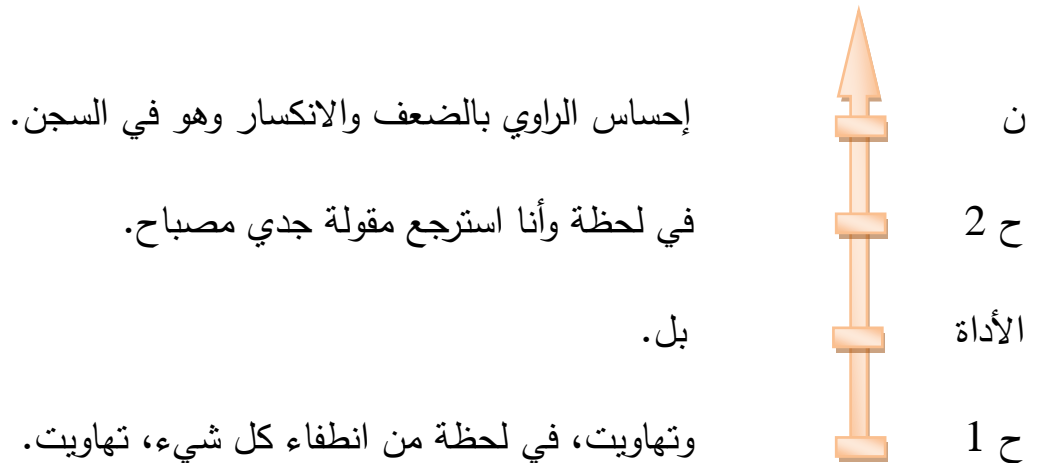 ن إحساس الراوي بالضعف والانكسار وهو في السجن.
ح 2 في لحظة وأنا استرجع مقولة جدي مصباح.
الأداة بل.
ح 1 وتهاويت، في لحظة من انطفاء كل شيء، تهاويت.